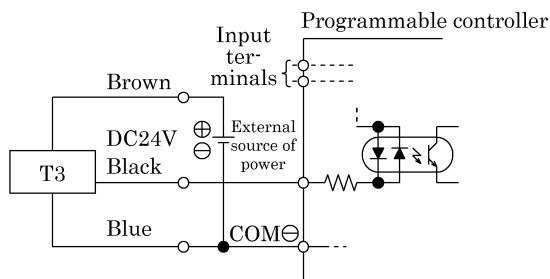 Programmable controller
Input
ter-
minals
Brown
⊕
DC24V
⊖
External
source of
power
Black
T3
Blue
COM⊖